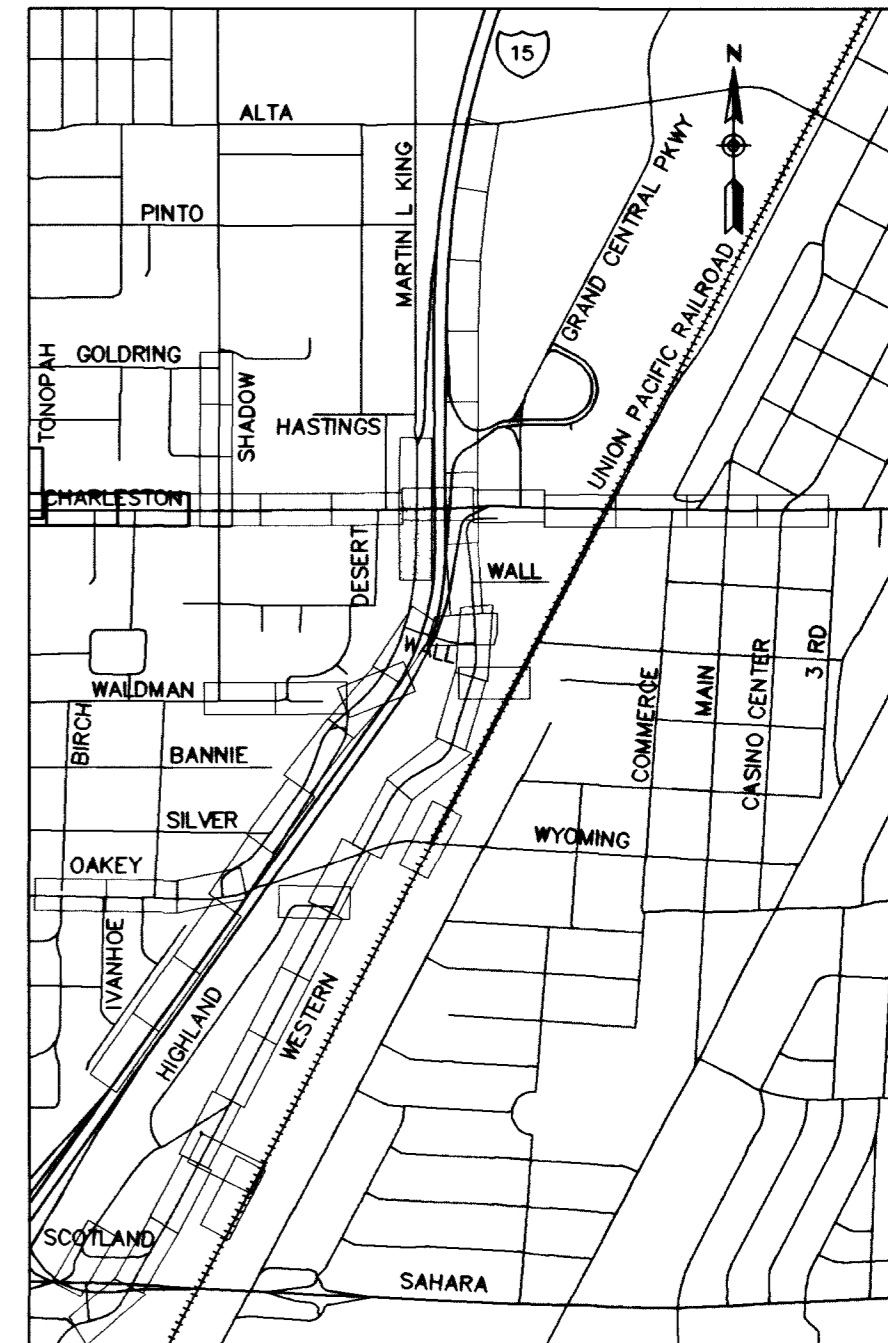 15
N
ALTA
MARTIN L KING
GRAND CENTRAL PKWY
PINTO
UNION PACIFIC RAILROAD
TONOPAH
GOLDRING
SHADOW
HASTINGS
CHARLESTON
DESERT
WALL
WALL
WALDMAN
BIRCH
BANNIE
COMMERCE
MAIN
CASINO CENTER
3 RD
SILVER
WYOMING
OAKEY
IVANHOE
HIGHLAND
WESTERN
SCOTLAND
SAHARA